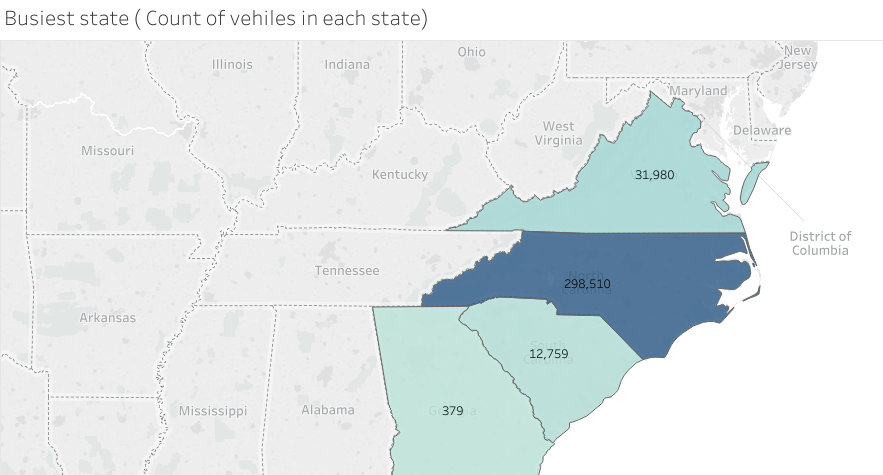 Busiest state ( Count of vehiles in each state)
Ohio
New
Jersey
Illinois
Indiana
Maryland
West
Virginia
Delaware
Missouri
Kentucky
31,980
District of
Columbia
Tennessee
North
298,510
Arkansas
12,759
Mississippi
Alabama
379